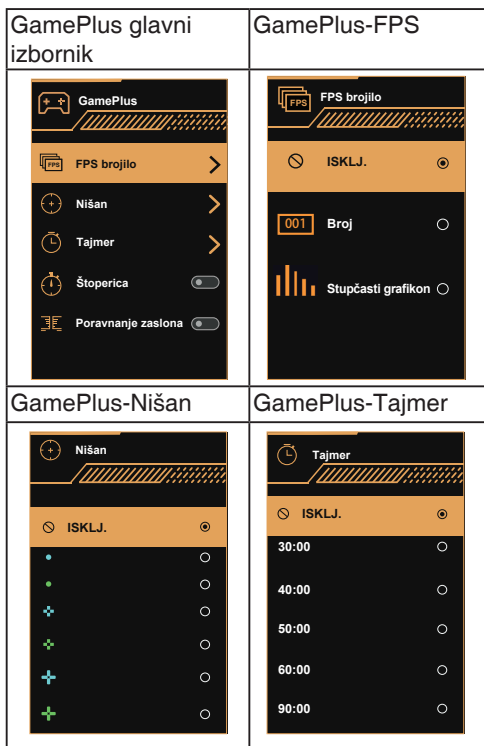 GamePlus glavni
izbornik
GamePlus-FPS
GamePlus
FPS
FPS brojilo
Nišan
Tajmer
Štoperica
Poravnanje zaslona
FPS
FPS brojilo
ISKLJ.
001
Broj
Stupčasti grafikon
GamePlus-Nišan
GamePlus-Tajmer
Nišan
ISKLJ.
Tajmer
ISKLJ.
30:00
40:00
50:00
60:00
90:00